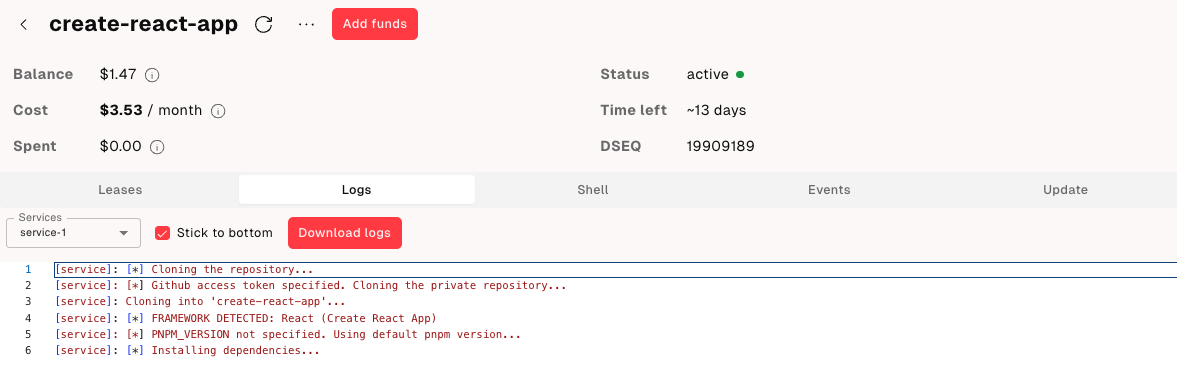 create-react-app
Add funds
Balance $1.47
Status active
Cost $3.53 / month
Time left ~13 days
Spent $0.00
DSEQ 19909189
Leases Logs Shell Events Update
Services
service-1
Stick to bottom
Download logs
1 [service]: [*] Cloning the repository...
2 [service]: [*] Github access token specified. Cloning the private repository...
3 [service]: Cloning into 'create-react-app'...
4 [service]: [*] FRAMEWORK DETECTED: React (Create React App)
5 [service]: [*] PNPM_VERSION not specified. Using default pnpm version...
6 [service]: [*] Installing dependencies...